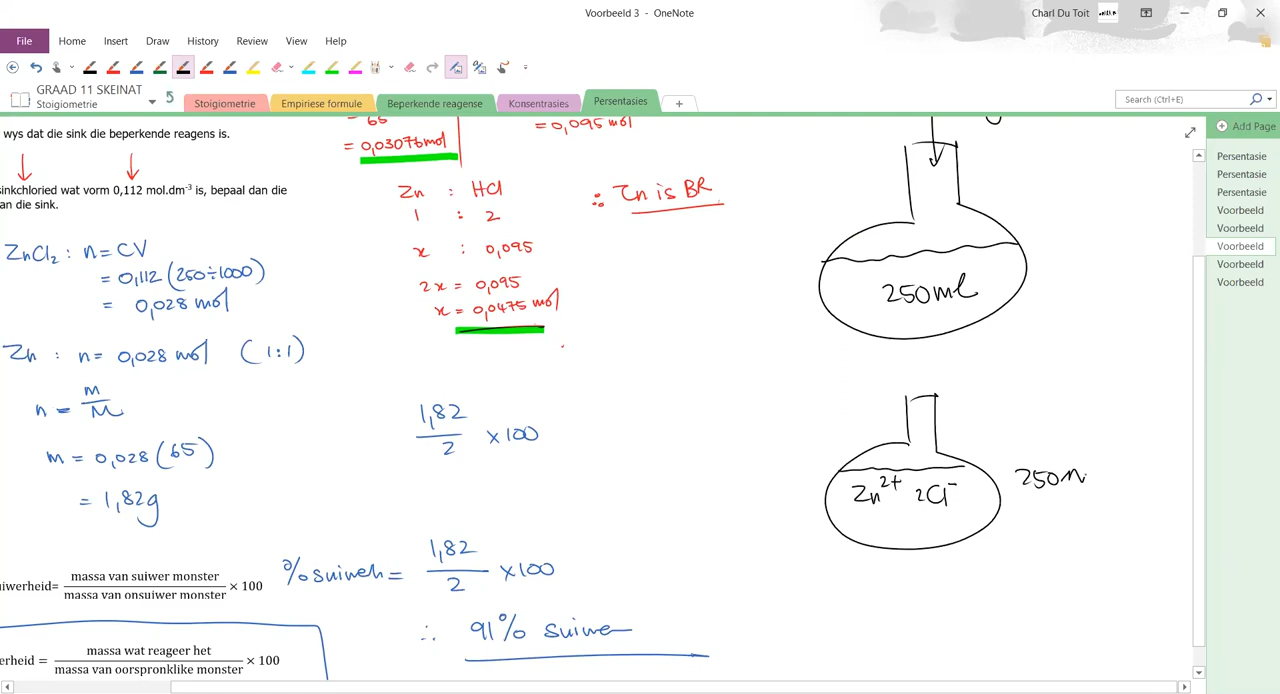 Voorbeeld 3 - OneNote
Charl Du Toit
File Home Insert Draw History Review View Help
GRAAD 11 SKEINAT
Stoigiometrie
Stoigiometrie Empiriese formule Beperkende reagense Konsentrasies Persentasies +
Search (Ctrl+E)
Add Page
Persentasie
Persentasie
Persentasie
Voorbeeld
Voorbeeld
Voorbeeld
Voorbeeld
Voorbeeld
wys dat die sink die beperkende reagens is.
sinkchloried wat vorm 0,112 mol.dm⁻³ is, bepaal dan die
an die sink.
ZnCl₂ : n = CV
= 0,112 (250÷1000)
= 0,028 mol
Zn : n = 0,028 mol (1:1)
n = m/M
m = 0,028 (65)
= 1,82g
65
= 0,03076 mol
= 0,095 mol
Zn : HCl
1 : 2
x : 0,095
2x = 0,095
x = 0,0475 mol
∴ Zn is BR
1,82/2 ×100
% suiwerh = 1,82/2 ×100
∴ 91% suiwer
uiwerheid= massa van suiwer monster / massa van onsuiwer monster × 100
erheid = massa wat reageer het / massa van oorspronklike monster × 100
250ml
Zn²⁺ 2Cl⁻
250m